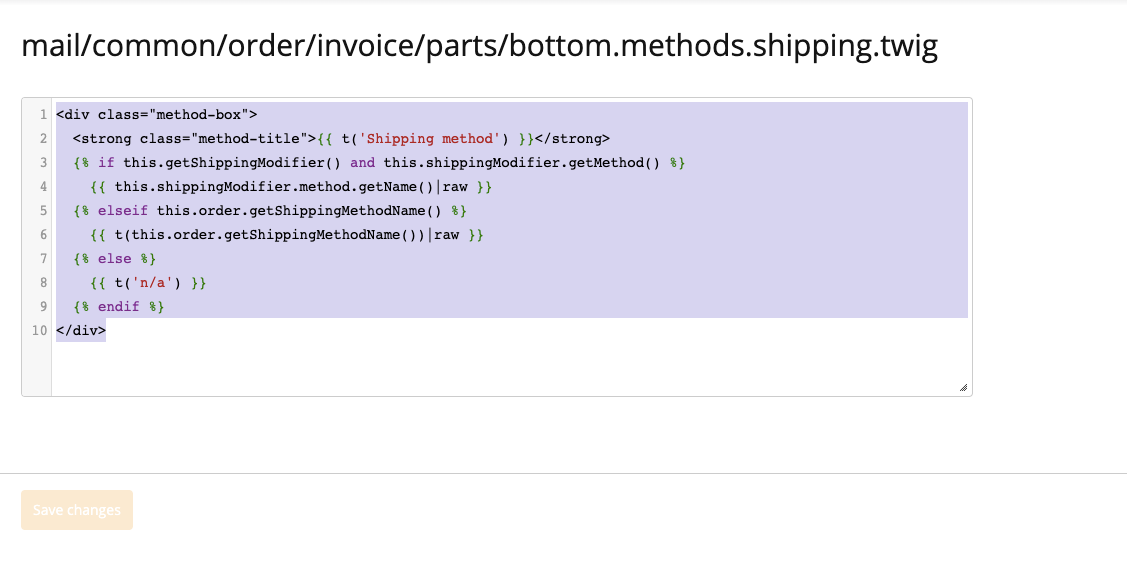 mail/common/order/invoice/parts/bottom.methods.shipping.twig
1 <div class="method-box">
2   <strong class="method-title">{{ t('Shipping method') }}</strong>
3   {% if this.getShippingModifier() and this.shippingModifier.getMethod() %}
4     {{ this.shippingModifier.method.getName()|raw }}
5   {% elseif this.order.getShippingMethodName() %}
6     {{ t(this.order.getShippingMethodName())|raw }}
7   {% else %}
8     {{ t('n/a') }}
9   {% endif %}
10 </div>
Save changes